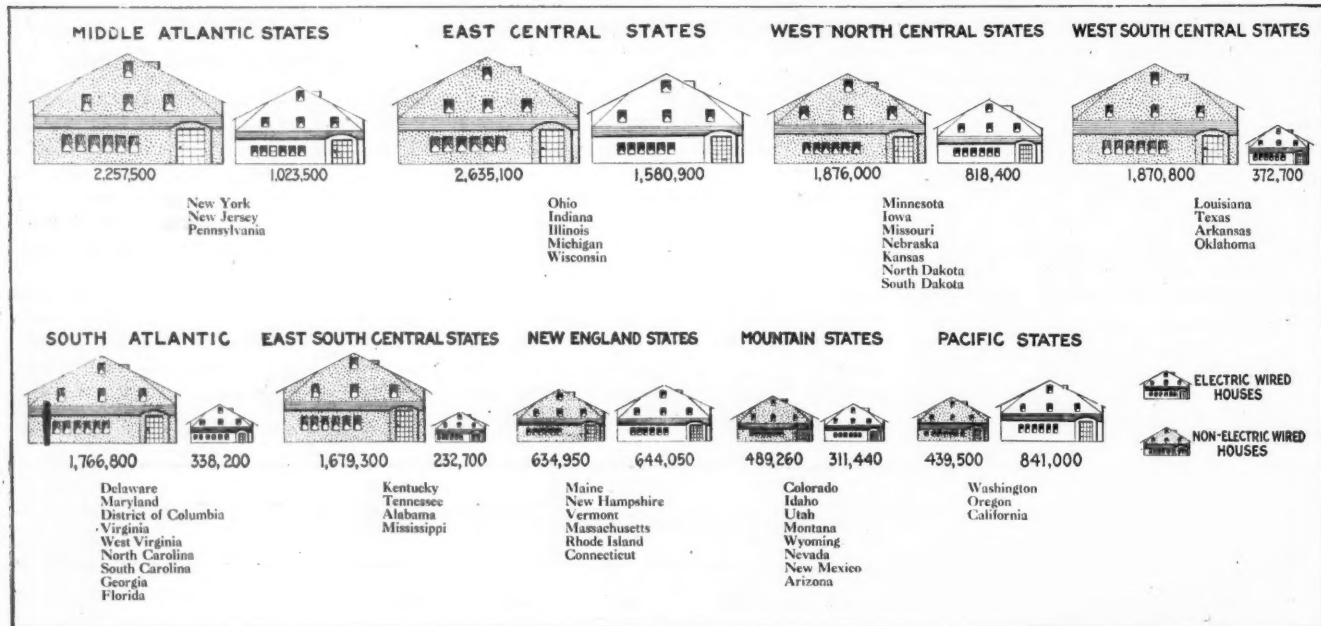 MIDDLE ATLANTIC STATES
2,257,500 1,023,500
New York
New Jersey
Pennsylvania
EAST CENTRAL STATES
2,635,100 1,580,900
Ohio
Indiana
Illinois
Michigan
Wisconsin
WEST NORTH CENTRAL STATES
1,876,000 818,400
Minnesota
Iowa
Missouri
Nebraska
Kansas
North Dakota
South Dakota
WEST SOUTH CENTRAL STATES
1,870,800 372,700
Louisiana
Texas
Arkansas
Oklahoma
SOUTH ATLANTIC
1,766,800 338,200
Delaware
Maryland
District of Columbia
Virginia
West Virginia
North Carolina
South Carolina
Georgia
Florida
EAST SOUTH CENTRAL STATES
1,679,300 232,700
Kentucky
Tennessee
Alabama
Mississippi
NEW ENGLAND STATES
634,950 644,050
Maine
New Hampshire
Vermont
Massachusetts
Rhode Island
Connecticut
MOUNTAIN STATES
489,260 311,440
Colorado
Idaho
Utah
Montana
Wyoming
Nevada
New Mexico
Arizona
PACIFIC STATES
439,500 841,000
Washington
Oregon
California
ELECTRIC WIRED
HOUSES
NON-ELECTRIC WIRED
HOUSES